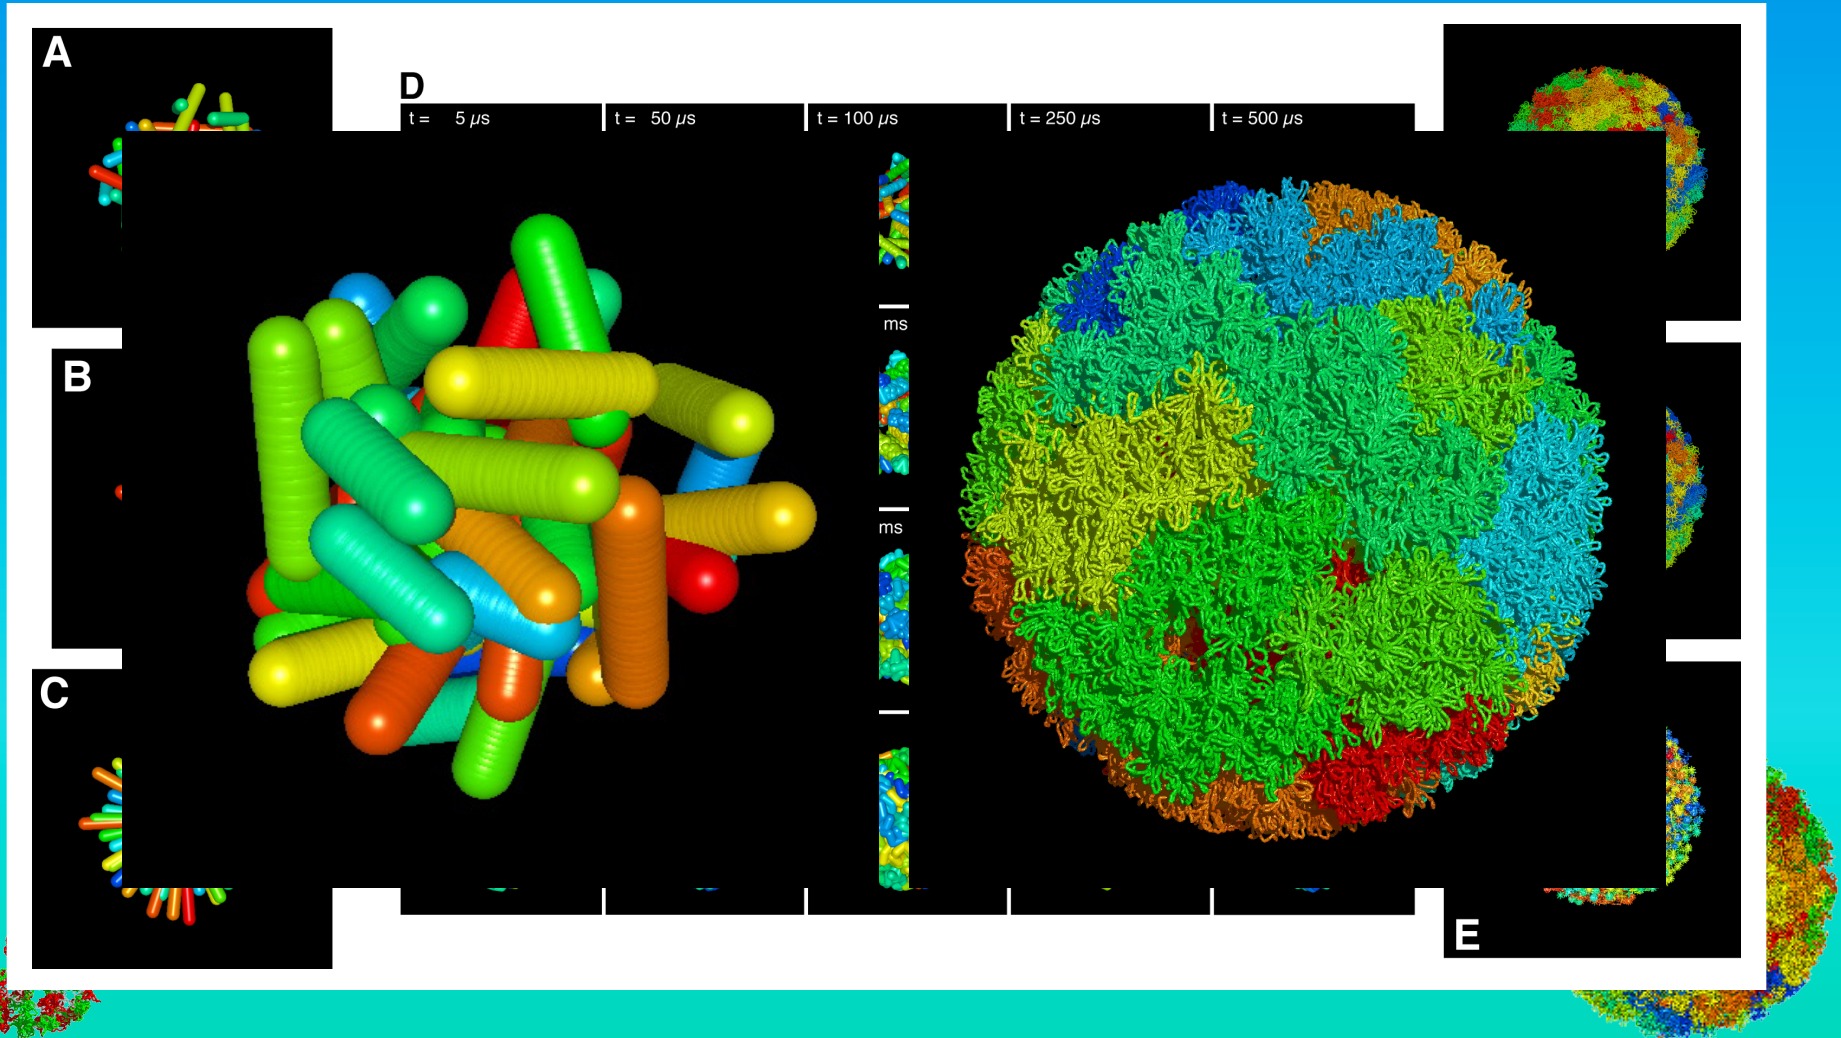 A
D
t = 5 µs
t = 50 µs
t = 100 µs
t = 250 µs
t = 500 µs
ms
B
ms
C
E